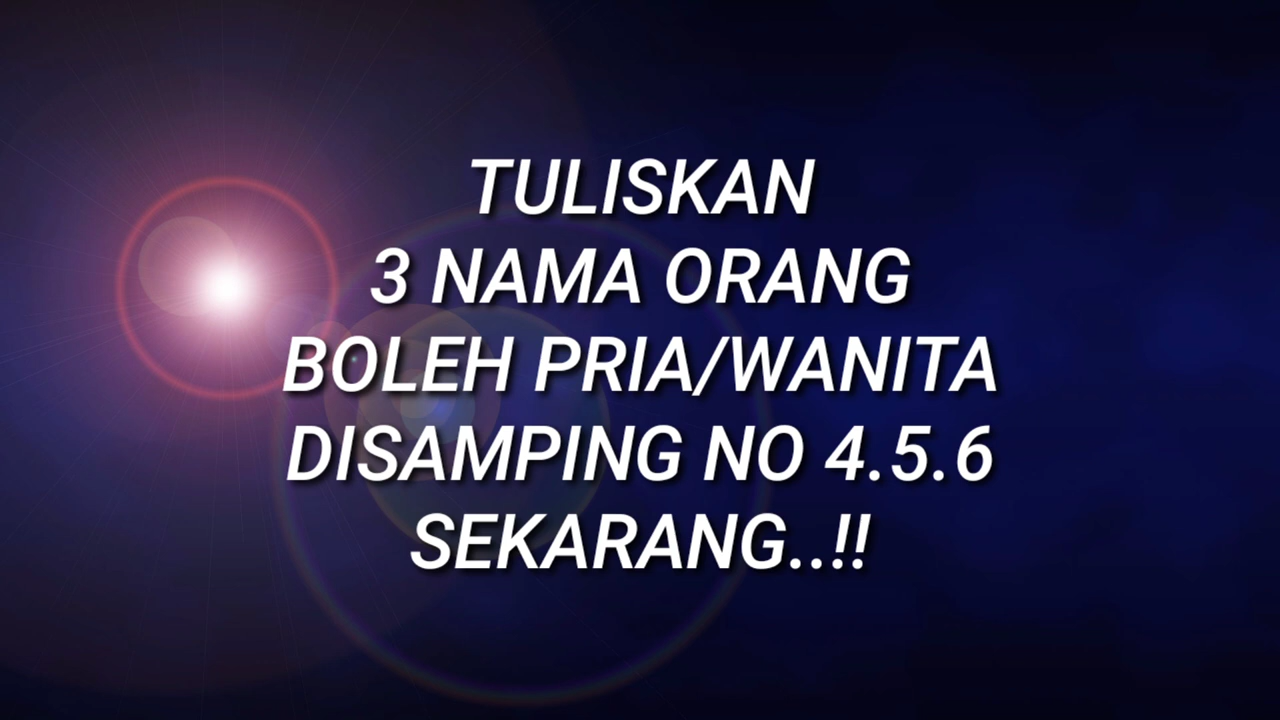 TULISKAN
3 NAMA ORANG
BOLEH PRIA/WANITA
DISAMPING NO 4.5.6
SEKARANG..!!